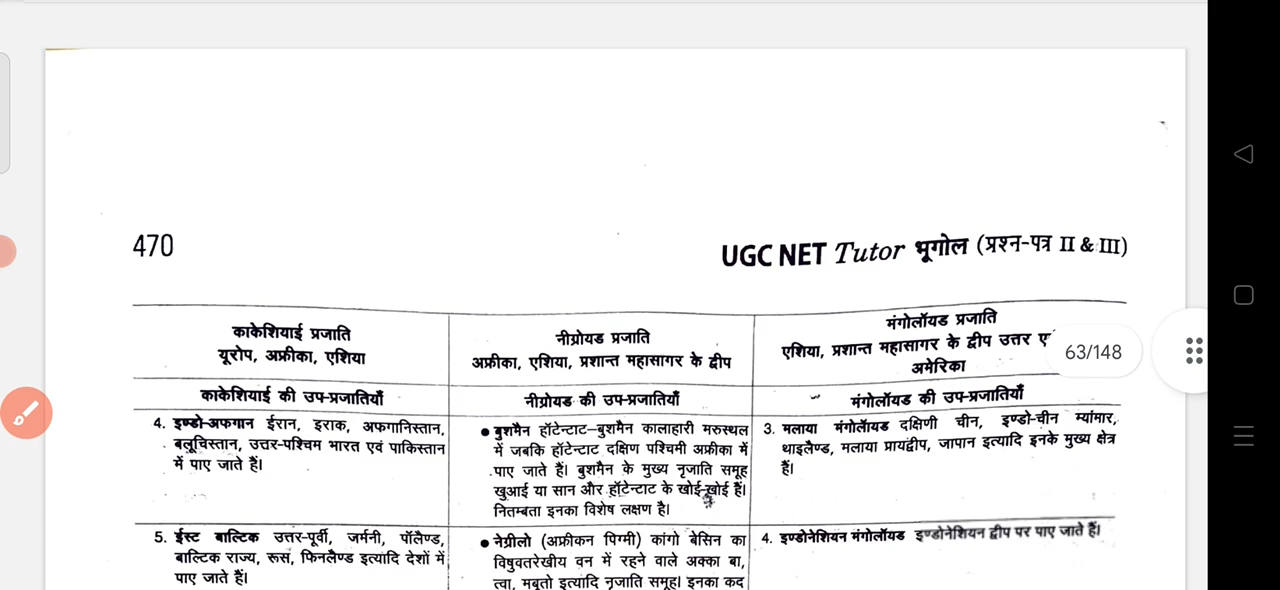 470
UGC NET Tutor भूगोल (प्रश्न-पत्र II & III)
काकेशियाई प्रजाति
यूरोप, अफ्रीका, एशिया
नीग्रोयड प्रजाति
अफ्रीका, एशिया, प्रशान्त महासागर के द्वीप
मंगोलॉयड प्रजाति
एशिया, प्रशान्त महासागर के द्वीप उत्तर
अमेरिका
63/148
काकेशियाई की उप-प्रजातियाँ
नीग्रोयड की उप-प्रजातियाँ
मंगोलॉयड की उप-प्रजातियाँ
4. इण्डो-अफगान ईरान, इराक, अफगानिस्तान,
बलूचिस्तान, उत्तर-पश्चिम भारत एवं पाकिस्तान
में पाए जाते हैं।
● बुशमैन हॉटेन्टाट–बुशमैन कालाहारी मरुस्थल
में जबकि हॉटेन्टाट दक्षिण पश्चिमी अफ्रीका में
पाए जाते हैं। बुशमैन के मुख्य नृजाति समूह
खुआई या सान और हॉटेन्टाट के खोई-खोई हैं।
नितम्बता इनका विशेष लक्षण है।
3. मलाया मंगोलॅायड दक्षिणी चीन, इण्डो-चीन म्यांमार,
थाइलैण्ड, मलाया प्रायद्वीप, जापान इत्यादि इनके मुख्य क्षेत्र
हैं।
5. ईस्ट बाल्टिक उत्तर-पूर्वी, जर्मनी, पॉलैण्ड,
बाल्टिक राज्य, रूस, फिनलैण्ड इत्यादि देशों में
पाए जाते हैं।
● नेग्रीलो (अफ्रीकन पिग्मी) कांगो बेसिन का
विषुवतरेखीय वन में रहने वाले अक्का बा,
त्वा, मबूतो इत्यादि नृजाति समूह। इनका कद
4. इण्डोनेशियन मंगोलॉयड इण्डोनेशियन द्वीप पर पाए जाते हैं।